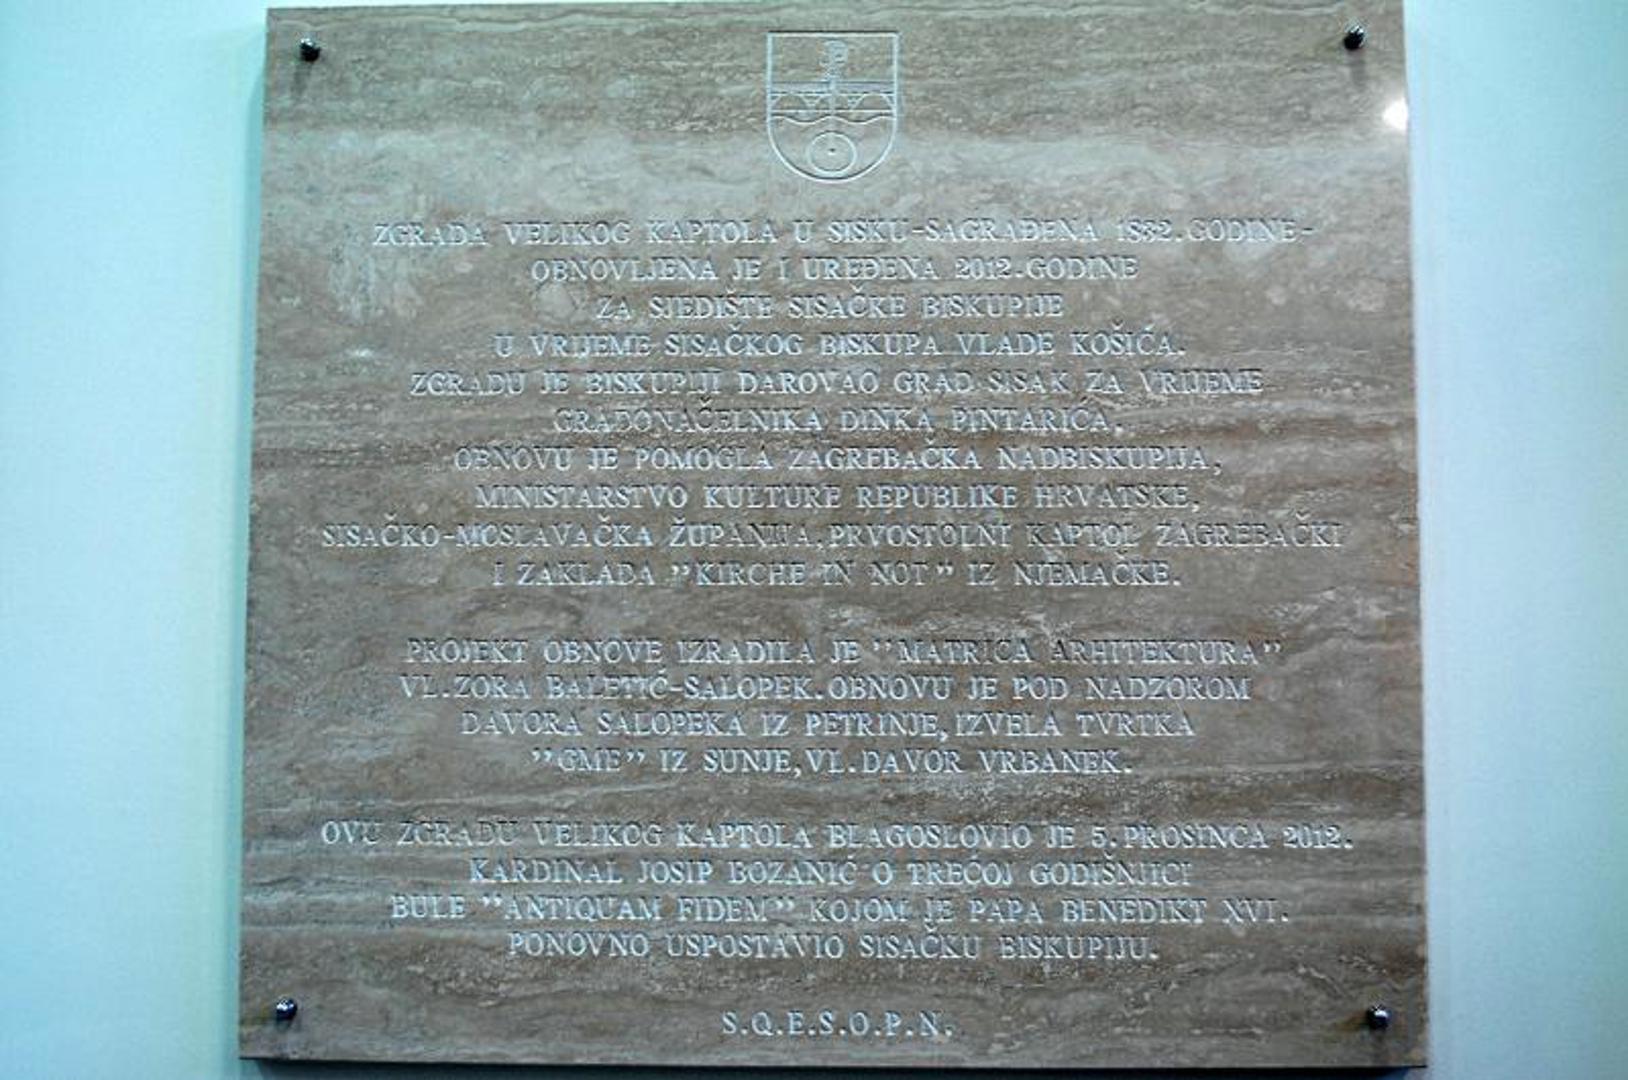 ZGRADA VELIKOG KAPTOLA U SISKU-SAGRAĐENA 1832.GODINE-
OBNOVLJENA JE I UREĐENA 2012.GODINE
ZA SJEDIŠTE SISAČKE BISKUPIJE
U VRIJEME SISAČKOG BISKUPA VLADE KOŠIĆA.
ZGRADU JE BISKUPIJI DAROVAO GRAD SISAK ZA VRIJEME
GRADONAČELNIKA DINKA PINTARIĆA.
OBNOVU JE POMOGLA ZAGREBAČKA NADBISKUPIJA,
MINISTARSTVO KULTURE REPUBLIKE HRVATSKE,
SISAČKO-MOSLAVAČKA ŽUPANIJA,PRVOSTOLNI KAPTOL ZAGREBAČKI
I ZAKLADA "KIRCHE IN NOT" IZ NJEMAČKE.
PROJEKT OBNOVE IZRADILA JE "MATRICA ARHITEKTURA"
VL.ZORA BALETIĆ-SALOPEK.OBNOVU JE POD NADZOROM
DAVORA SALOPEKA IZ PETRINJE,IZVELA TVRTKA
"GME" IZ SUNJE,VL.DAVOR VRBANEK.
OVU ZGRADU VELIKOG KAPTOLA BLAGOSLOVIO JE 5.PROSINCA 2012.
KARDINAL JOSIP BOZANIĆ O TREĆOJ GODIŠNJICI
BULE "ANTIQUAM FIDEM" KOJOM JE PAPA BENEDIKT XVI.
PONOVNO USPOSTAVIO SISAČKU BISKUPIJU.
S.Q.E.S.O.P.N.